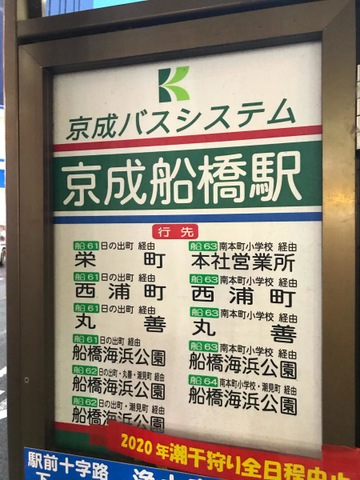 京成バスシステム
京成船橋駅
行先
船61 日の出町 経由
栄町
船61 日の出町 経由
西浦町
船61 日の出町 経由
丸善
船61 日の出町 経由
船橋海浜公園
船62 日の出町・丸善・潮見町 経由
船橋海浜公園
船62 日の出町・潮見町 経由
船橋海浜公園
船63 南本町小学校 経由
本社営業所
船63 南本町小学校 経由
西浦町
船63 南本町小学校 経由
丸善
船63 南本町小学校 経由
船橋海浜公園
船64 南本町小学校・潮見町 経由
船橋海浜公園
2020年潮干狩り全日程中止
駅前十字路